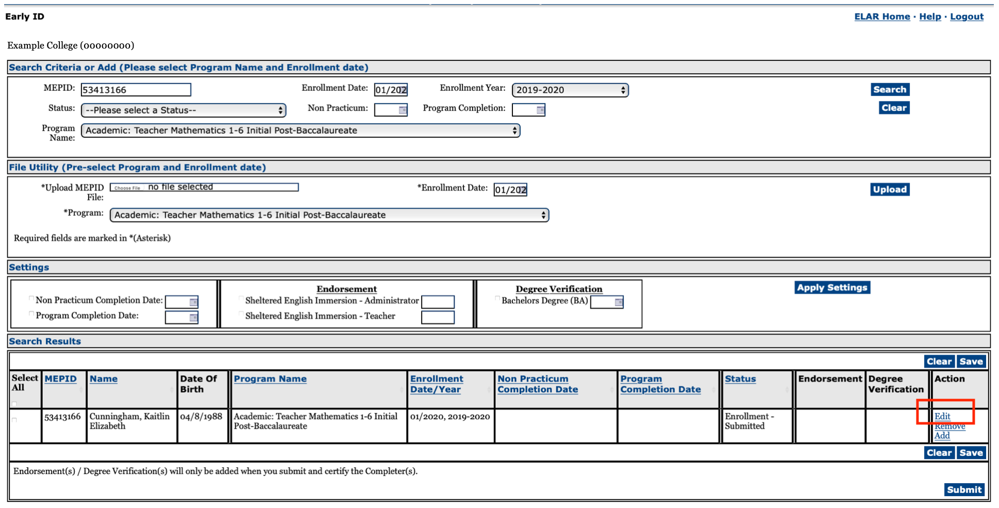 Early ID
ELAR Home · Help · Logout
Example College (00000000)
Search Criteria or Add (Please select Program Name and Enrollment date)
MEPID: 53413166 Enrollment Date: 01/202 Enrollment Year: 2019-2020 Search
Status: --Please select a Status-- Non Practicum: Program Completion: Clear
Program Name: Academic: Teacher Mathematics 1-6 Initial Post-Baccalaureate
File Utility (Pre-select Program and Enrollment date)
*Upload MEPID File: Choose File no file selected *Enrollment Date: 01/202 Upload
*Program: Academic: Teacher Mathematics 1-6 Initial Post-Baccalaureate
Required fields are marked in *(Asterisk)
Settings
Endorsement Degree Verification Apply Settings
Non Practicum Completion Date: Sheltered English Immersion - Administrator Bachelors Degree (BA)
Program Completion Date: Sheltered English Immersion - Teacher
Search Results
Clear Save
Select All MEPID Name Date Of Birth Program Name Enrollment Date/Year Non Practicum Completion Date Program Completion Date Status Endorsement Degree Verification Action
53413166 Cunningham, Kaitlin Elizabeth 04/8/1988 Academic: Teacher Mathematics 1-6 Initial Post-Baccalaureate 01/2020, 2019-2020 Enrollment - Submitted Edit
Remove
Add
Clear Save
Endorsement(s) / Degree Verification(s) will only be added when you submit and certify the Completer(s).
Submit